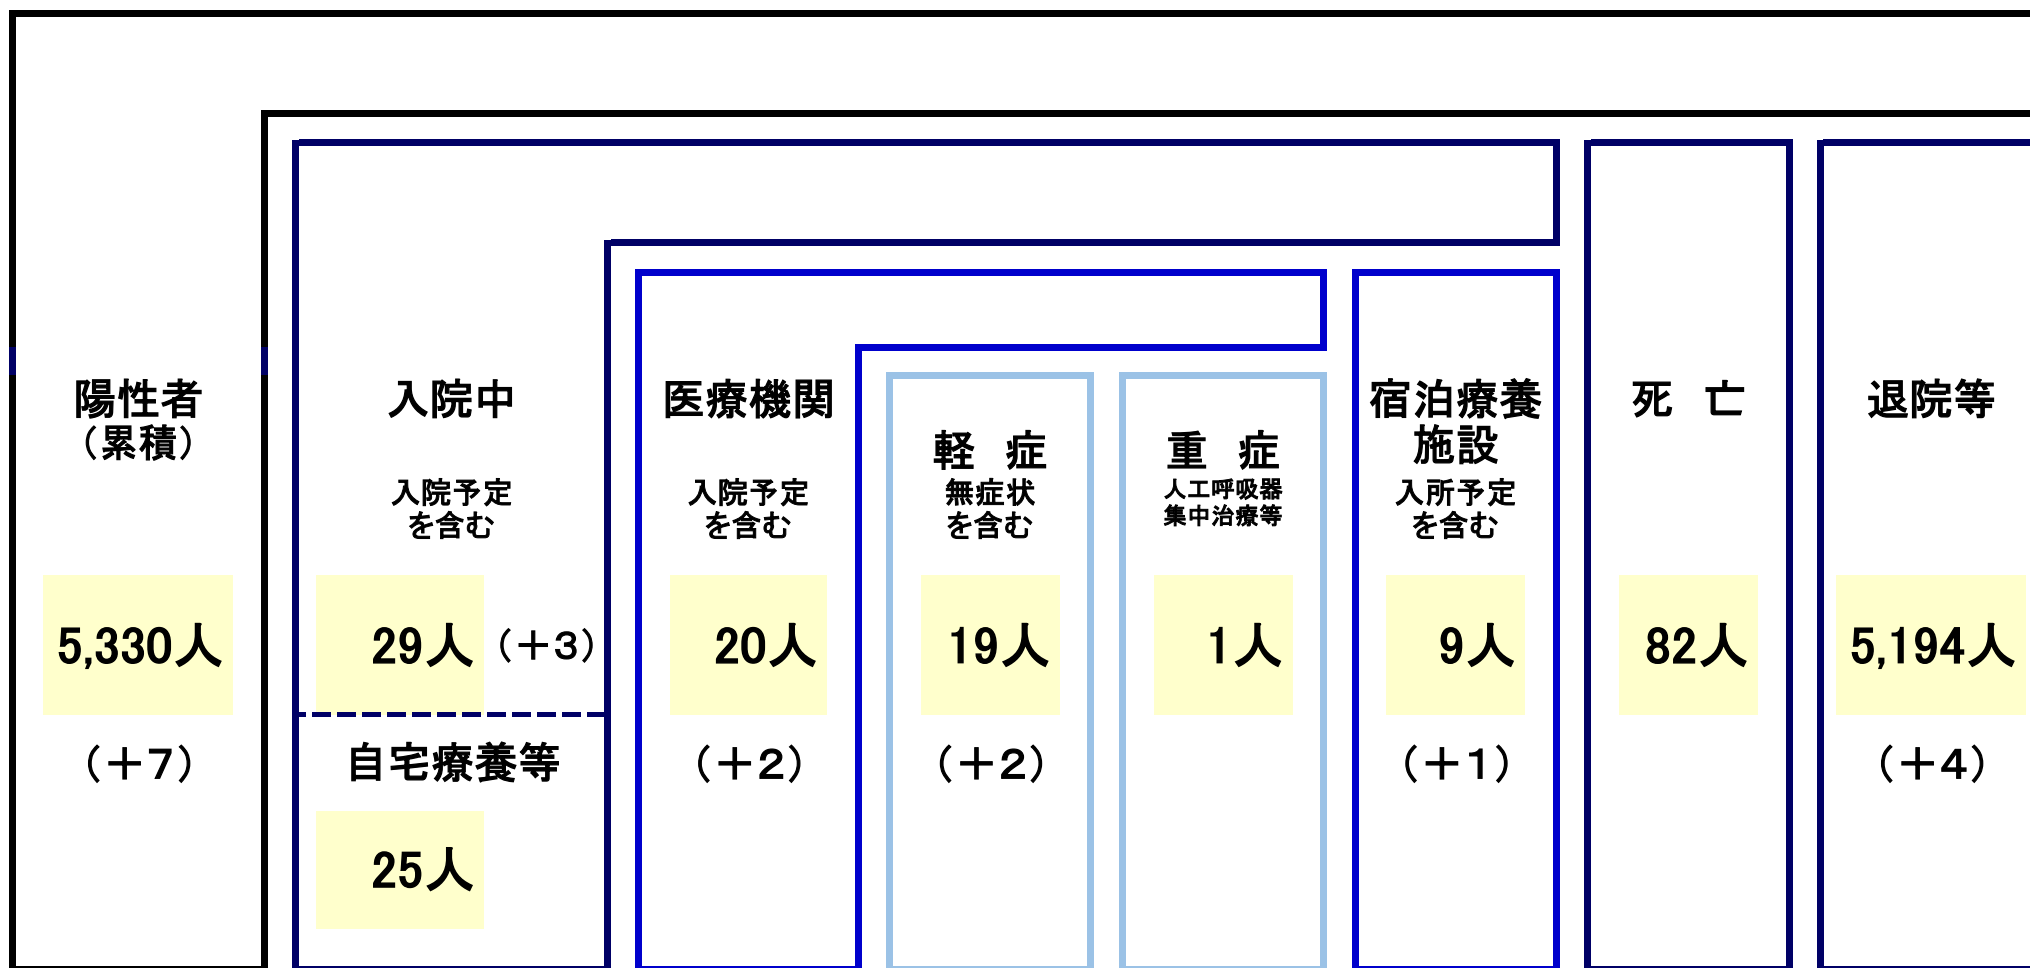 陽性者
（累積）
5,330人
（＋7）
入院中
入院予定
を含む
29人 （＋3）
自宅療養等
25人
医療機関
入院予定
を含む
20人
（＋2）
軽　症
無症状
を含む
19人
（＋2）
重　症
人工呼吸器
集中治療等
1人
宿泊療養
施設
入所予定
を含む
9人
（＋1）
死　亡
82人
退院等
5,194人
（＋4）